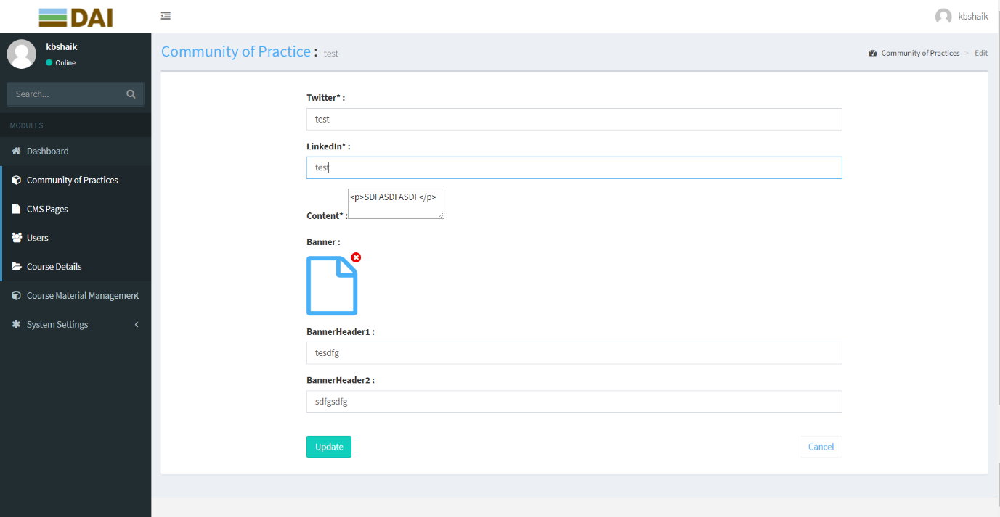 DAI
kbshaik
kbshaik
Online
Search...
MODULES
Dashboard
Community of Practices
CMS Pages
Users
Course Details
Course Material Management
System Settings
Community of Practice : test
Community of Practices > Edit
Twitter* :
test
LinkedIn* :
test
<p>SDFASDFASDF</p>
Content* :
Banner :
BannerHeader1 :
tesdfg
BannerHeader2 :
sdfgsdfg
Update
Cancel